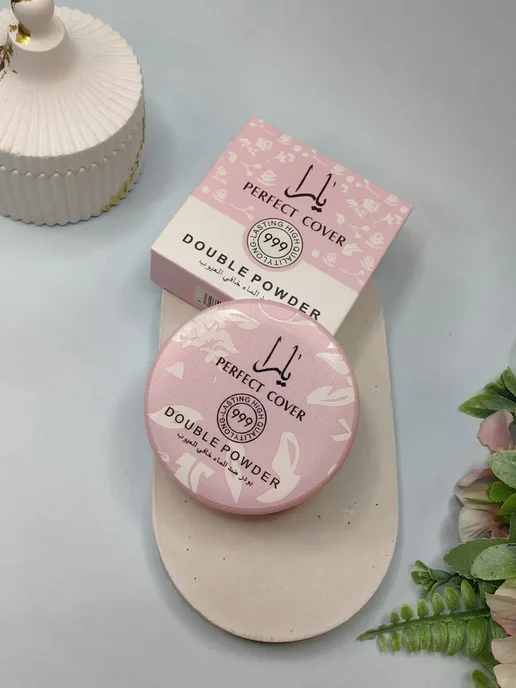 يارا
PERFECT COVER
LONG-LASTING HIGH QUALITY
999
DOUBLE POWDER
ضد الماء خافي العيوب
يارا
PERFECT COVER
LONG-LASTING HIGH QUALITY
999
DOUBLE POWDER
بودر ضد الماء خافي العيوب